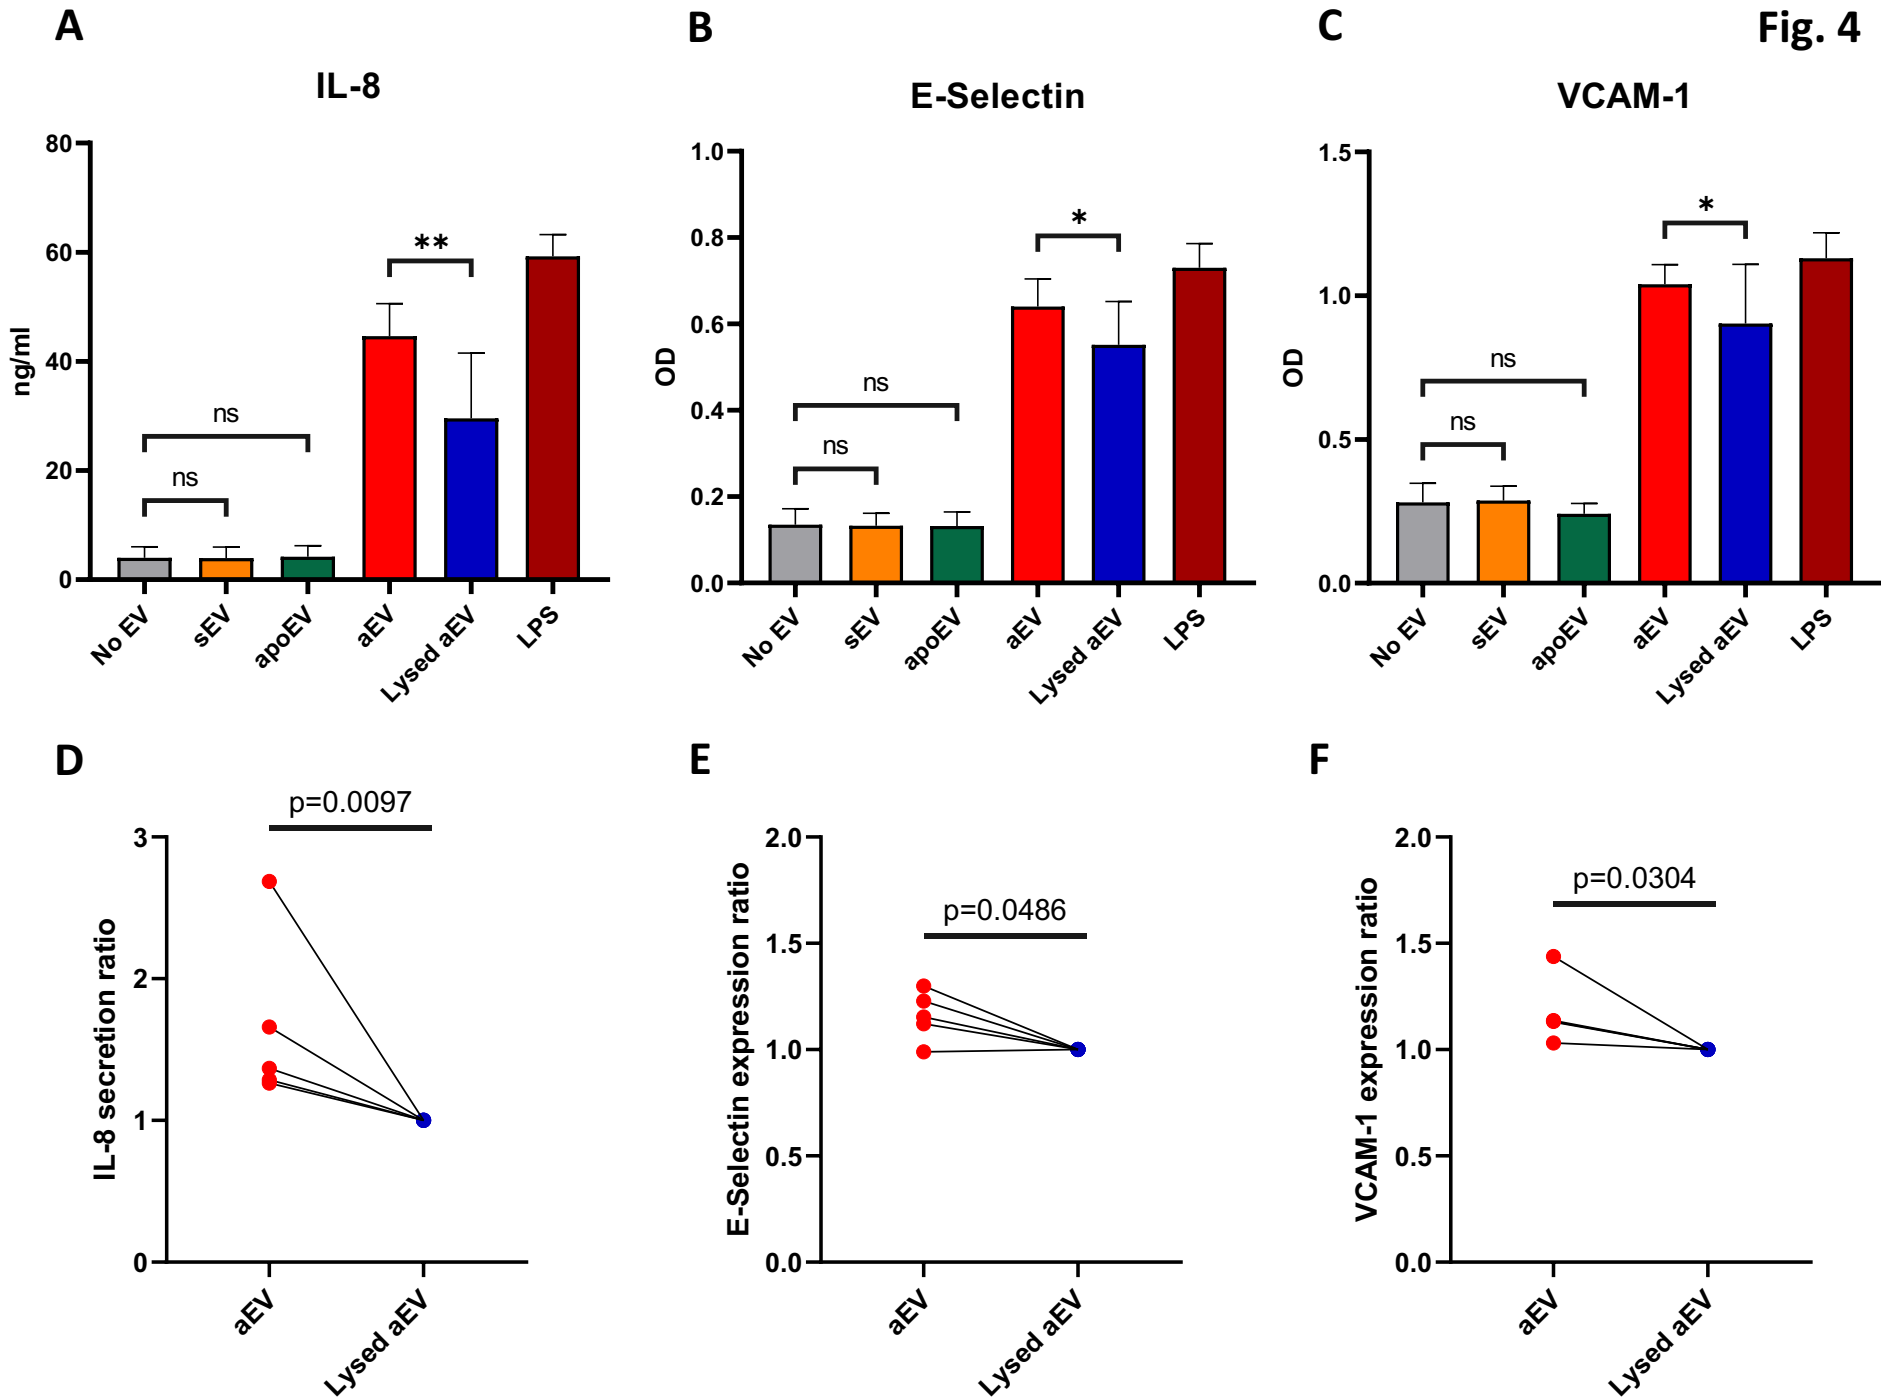 A
B
C
Fig. 4
IL-8
E-Selectin
VCAM-1
80
60
40
20
0
ng/ml
ns
ns
**
No EV
sEV
apoEV
aEV
Lysed aEV
LPS
1.0
0.8
0.6
0.4
0.2
0.0
OD
ns
ns
*
No EV
sEV
apoEV
aEV
Lysed aEV
LPS
1.5
1.0
0.5
0.0
OD
ns
ns
*
No EV
sEV
apoEV
aEV
Lysed aEV
LPS
D
p=0.0097
3
2
1
0
IL-8 secretion ratio
aEV
Lysed aEV
E
p=0.0486
2.0
1.5
1.0
0.5
0.0
E-Selectin expression ratio
aEV
Lysed aEV
F
p=0.0304
2.0
1.5
1.0
0.5
0.0
VCAM-1 expression ratio
aEV
Lysed aEV